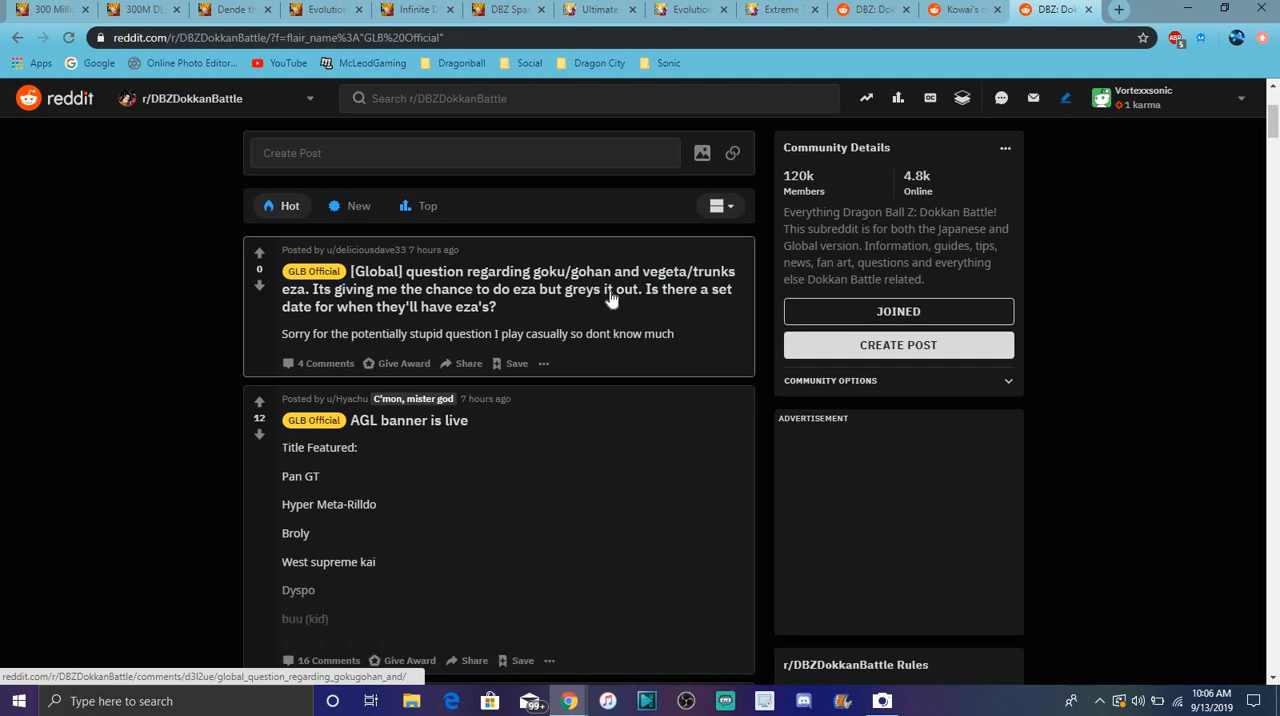 300 Milli
300M DL
Dende th
Evolution
Infinite D
DBZ Spac
Ultimate
Evolution
Extreme
DBZ: Dok
Kowai's c
DBZ: Dok
reddit.com/r/DBZDokkanBattle/?f=flair_name%3A"GLB%20Official"
ABP
5
Apps
Google
Online Photo Editor...
YouTube
McLeodGaming
Dragonball
Social
Dragon City
Sonic
reddit
r/DBZDokkanBattle
Search r/DBZDokkanBattle
Vortexxsonic
1 karma
Create Post
Hot
New
Top
Posted by u/deliciousdave33 7 hours ago
0
GLB Official [Global] question regarding goku/gohan and vegeta/trunks
eza. Its giving me the chance to do eza but greys it out. Is there a set
date for when they'll have eza's?
Sorry for the potentially stupid question I play casually so dont know much
4 Comments Give Award Share Save ...
Posted by u/Hyachu C'mon, mister god 7 hours ago
12
GLB Official AGL banner is live
Title Featured:
Pan GT
Hyper Meta-Rilldo
Broly
West supreme kai
Dyspo
buu (kid)
16 Comments Give Award Share Save ...
Community Details
...
120k 4.8k
Members Online
Everything Dragon Ball Z: Dokkan Battle!
This subreddit is for both the Japanese and
Global version. Information, guides, tips,
news, fan art, questions and everything
else Dokkan Battle related.
JOINED
CREATE POST
COMMUNITY OPTIONS
ADVERTISEMENT
r/DBZDokkanBattle Rules
reddit.com/r/DBZDokkanBattle/comments/d3l2ue/global_question_regarding_gokugohan_and/
Type here to search
99+
10:06 AM
9/13/2019